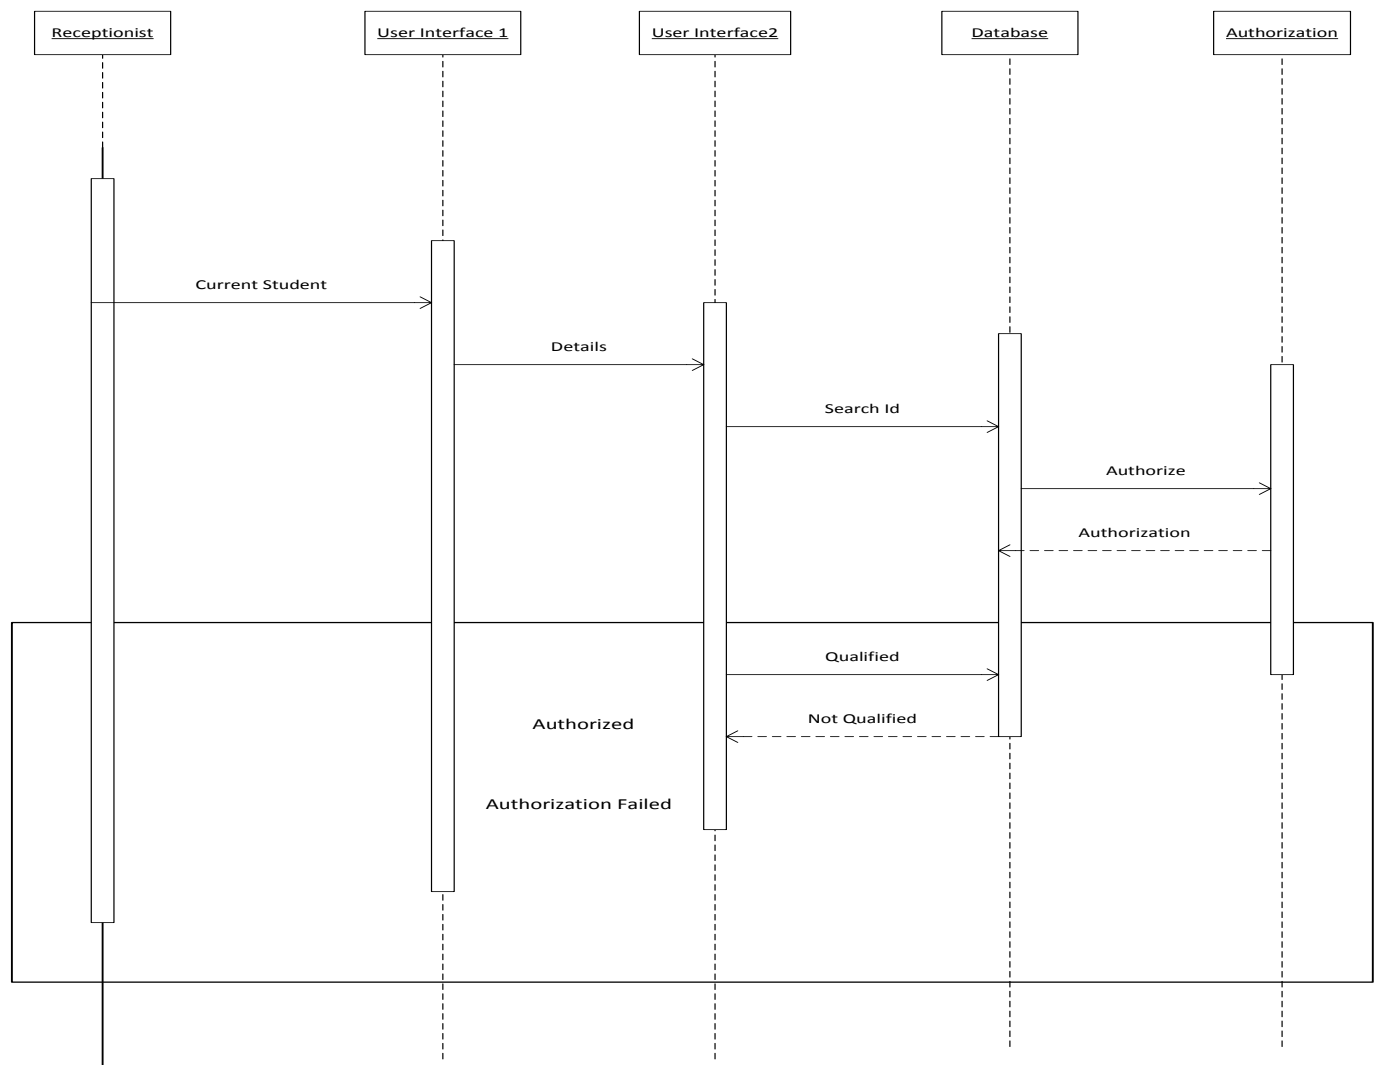 Receptionist
User Interface 1
User Interface2
Database
Authorization
Current Student
Details
Search Id
Authorize
Authorization
Qualified
Not Qualified
Authorized
Authorization Failed